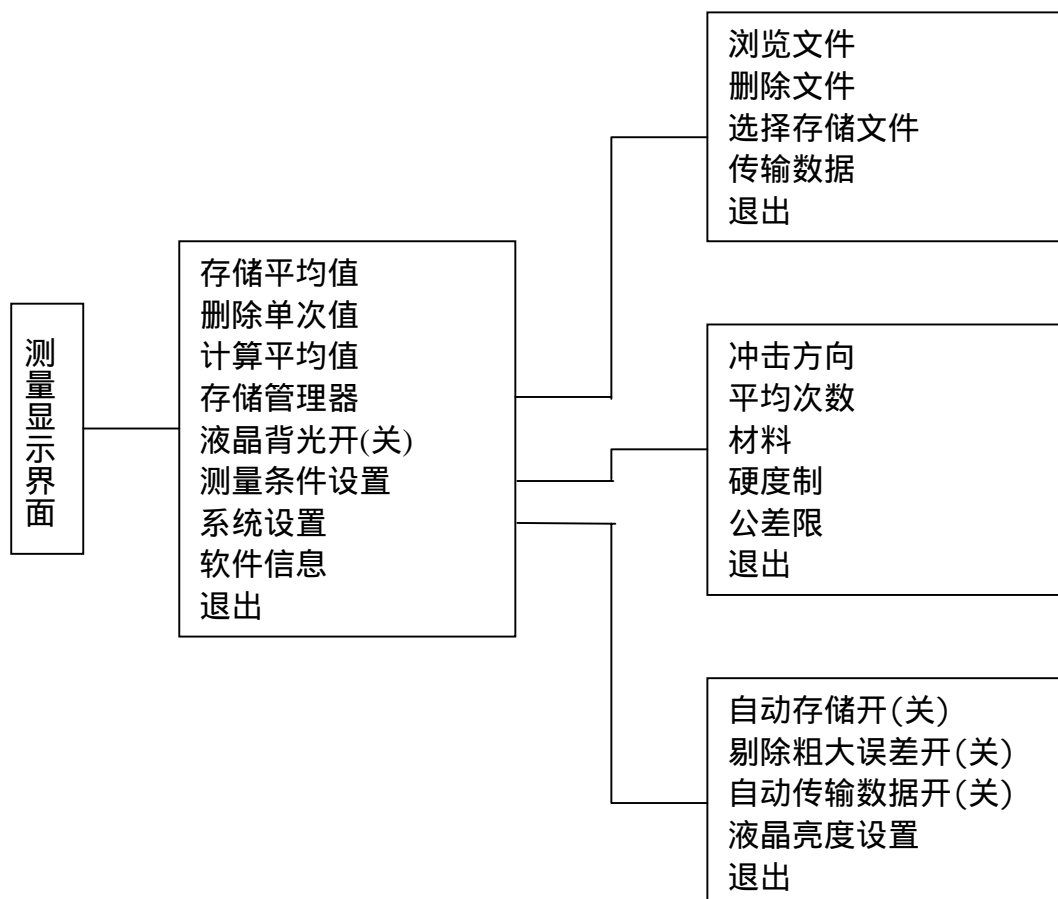 测量显示界面
存储平均值
删除单次值
计算平均值
存储管理器
液晶背光开(关)
测量条件设置
系统设置
软件信息
退出
浏览文件
删除文件
选择存储文件
传输数据
退出
冲击方向
平均次数
材料
硬度制
公差限
退出
自动存储开(关)
剔除粗大误差开(关)
自动传输数据开(关)
液晶亮度设置
退出